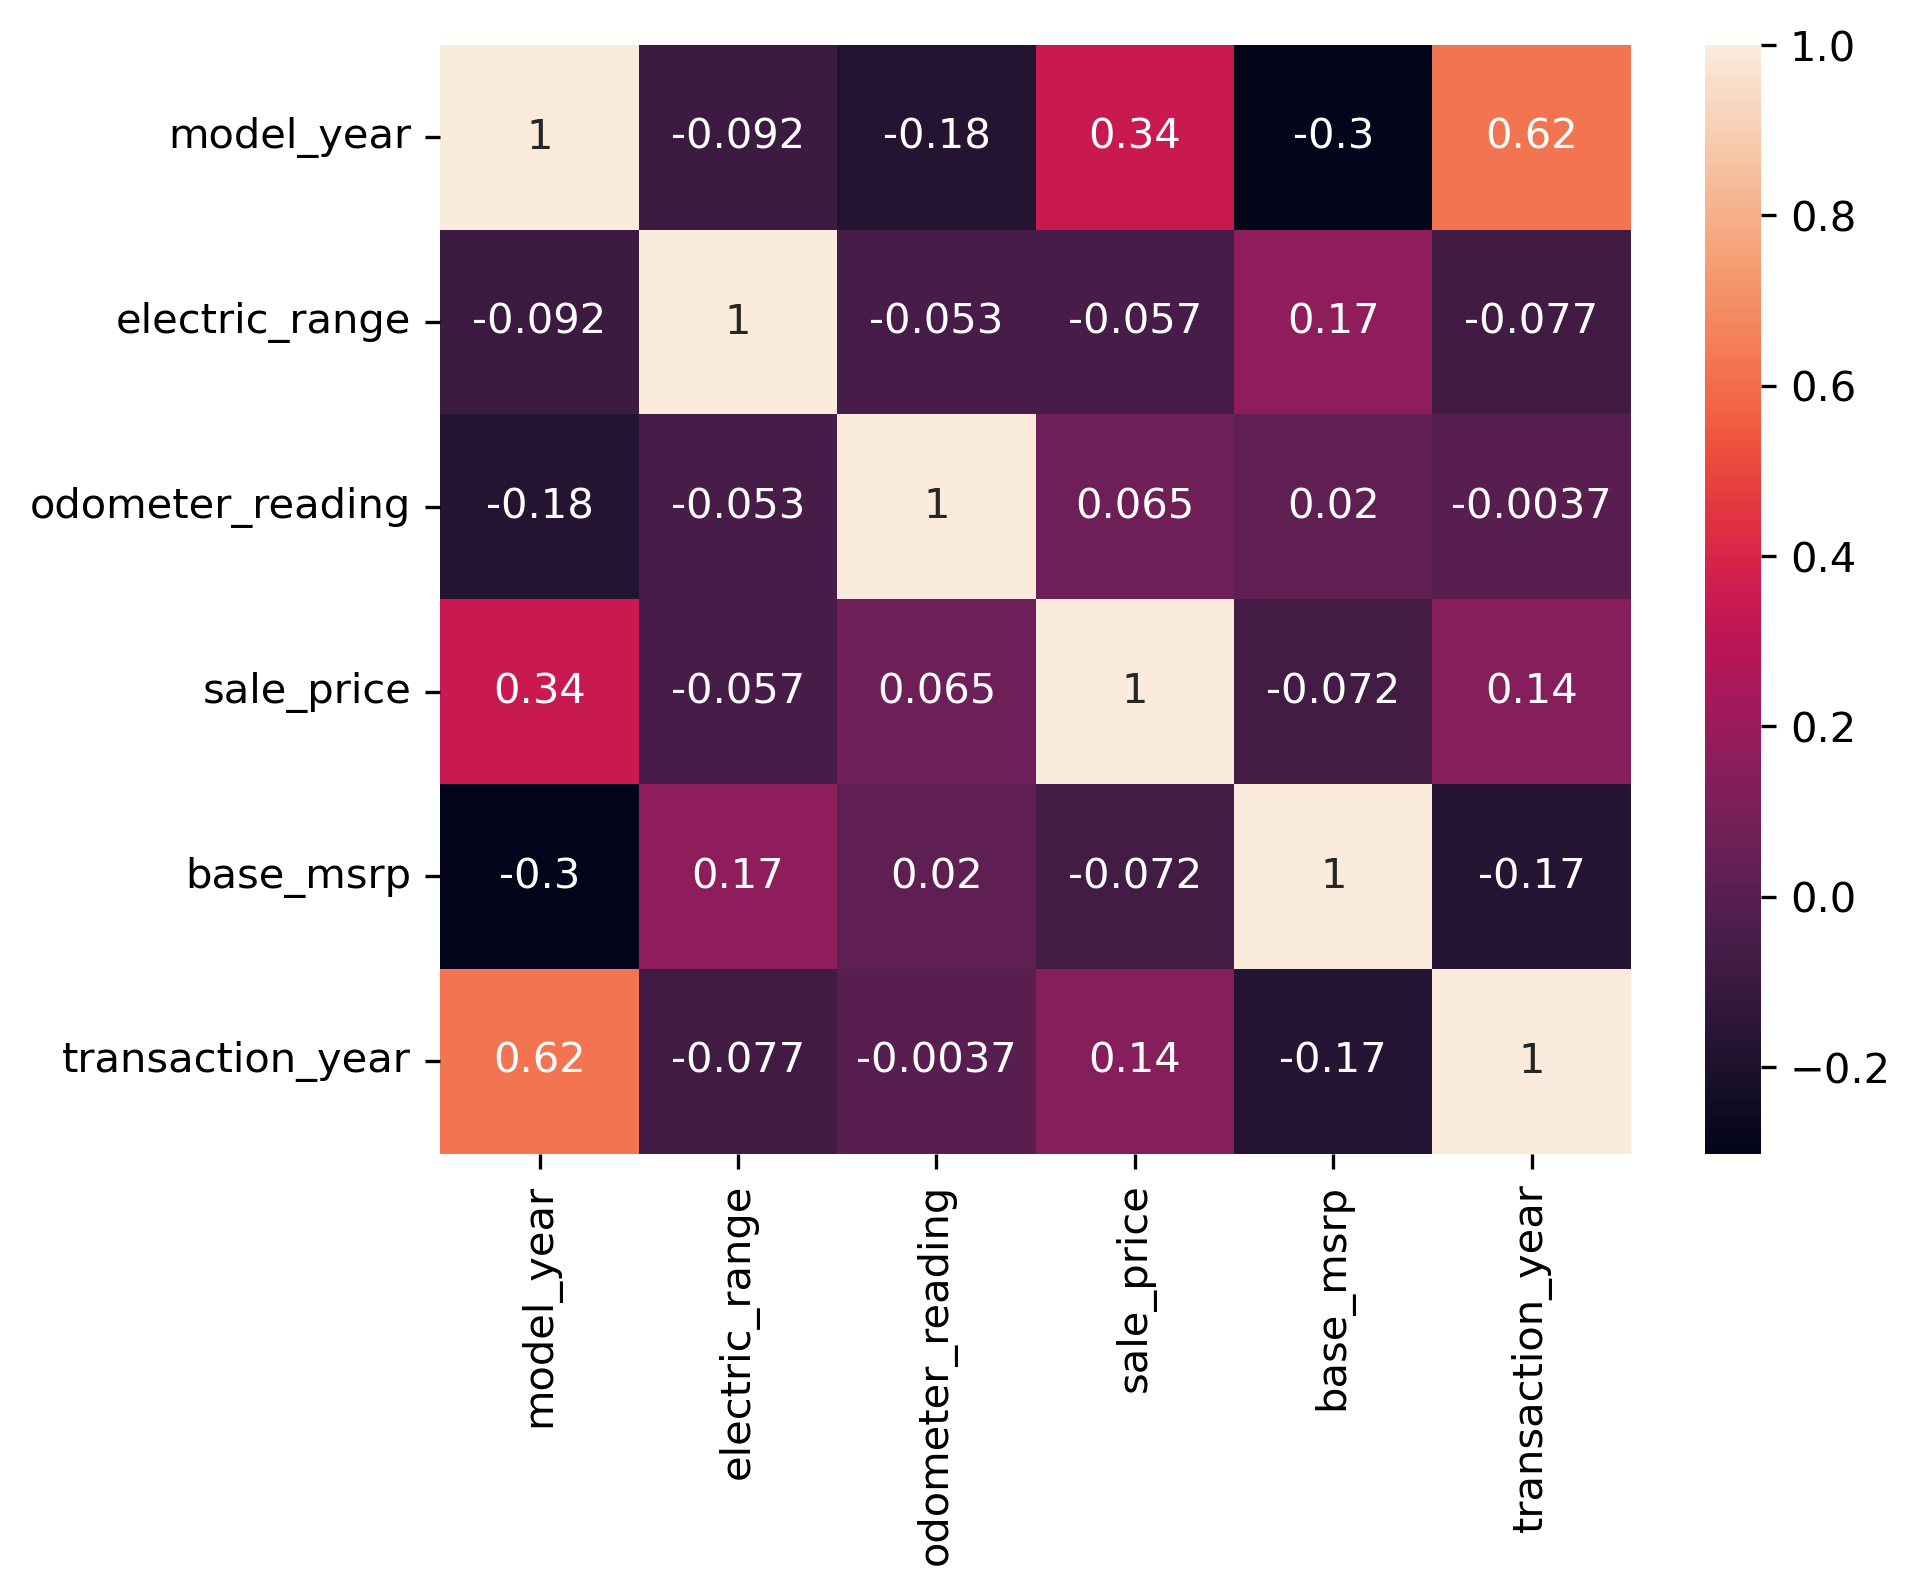 model_year 1 -0.092 -0.18 0.34 -0.3 0.62
electric_range -0.092 1 -0.053 -0.057 0.17 -0.077
odometer_reading -0.18 -0.053 1 0.065 0.02 -0.0037
sale_price 0.34 -0.057 0.065 1 -0.072 0.14
base_msrp -0.3 0.17 0.02 -0.072 1 -0.17
transaction_year 0.62 -0.077 -0.0037 0.14 -0.17 1
model_year
electric_range
odometer_reading
sale_price
base_msrp
transaction_year
1.0
0.8
0.6
0.4
0.2
0.0
−0.2